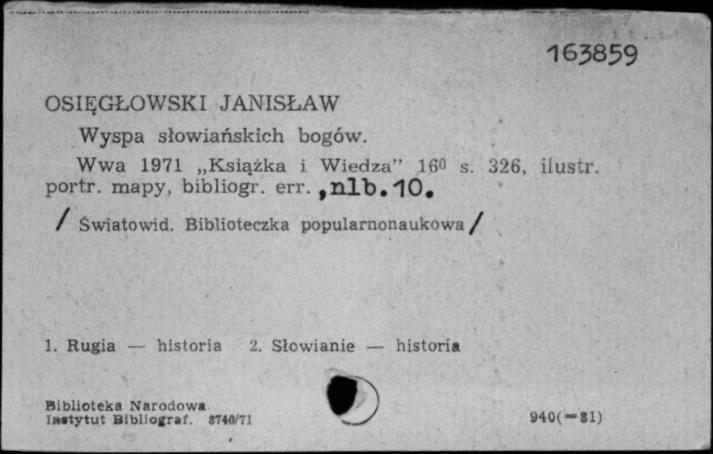 163859
OSIĘGŁOWSKI JANISŁAW
Wyspa słowiańskich bogów.
Wwa 1971 „Książka i Wiedza” 16⁰ s. 326, ilustr.
portr. mapy, bibliogr. err. , nlb. 10.
/ Światowid. Biblioteczka popularnonaukowa /
1. Rugia — historia 2. Słowianie — historia
Biblioteka Narodowa
Instytut Bibliograf. 8740/71
940(=81)